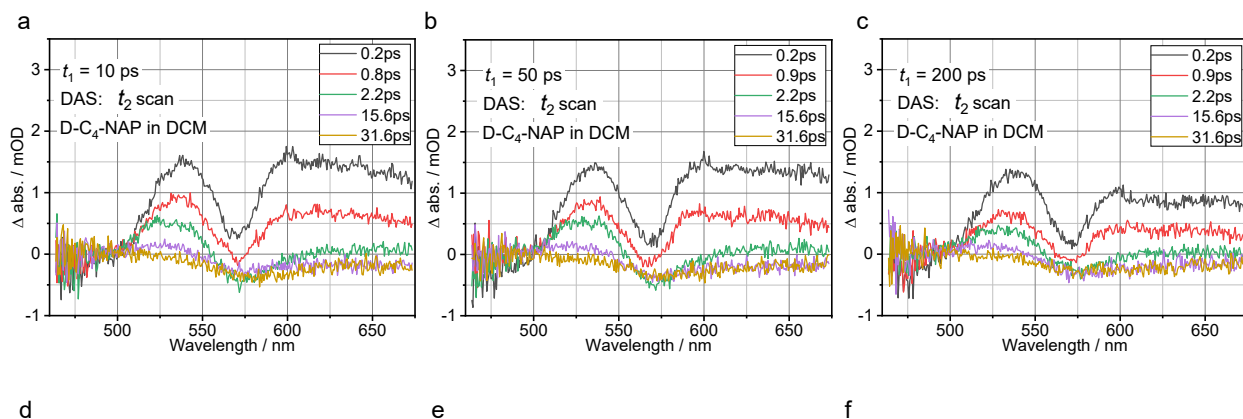 a
t₁ = 10 ps
DAS: t₂ scan
D-C₄-NAP in DCM
0.2ps
0.8ps
2.2ps
15.6ps
31.6ps
3
2
1
0
-1
Δ abs. / mOD
500
550
600
650
Wavelength / nm
b
t₁ = 50 ps
DAS: t₂ scan
D-C₄-NAP in DCM
0.2ps
0.9ps
2.2ps
15.6ps
31.6ps
3
2
1
0
-1
Δ abs. / mOD
500
550
600
650
Wavelength / nm
c
t₁ = 200 ps
DAS: t₂ scan
D-C₄-NAP in DCM
0.2ps
0.9ps
2.2ps
15.6ps
31.6ps
3
2
1
0
-1
Δ abs. / mOD
500
550
600
650
Wavelength / nm
d
e
f